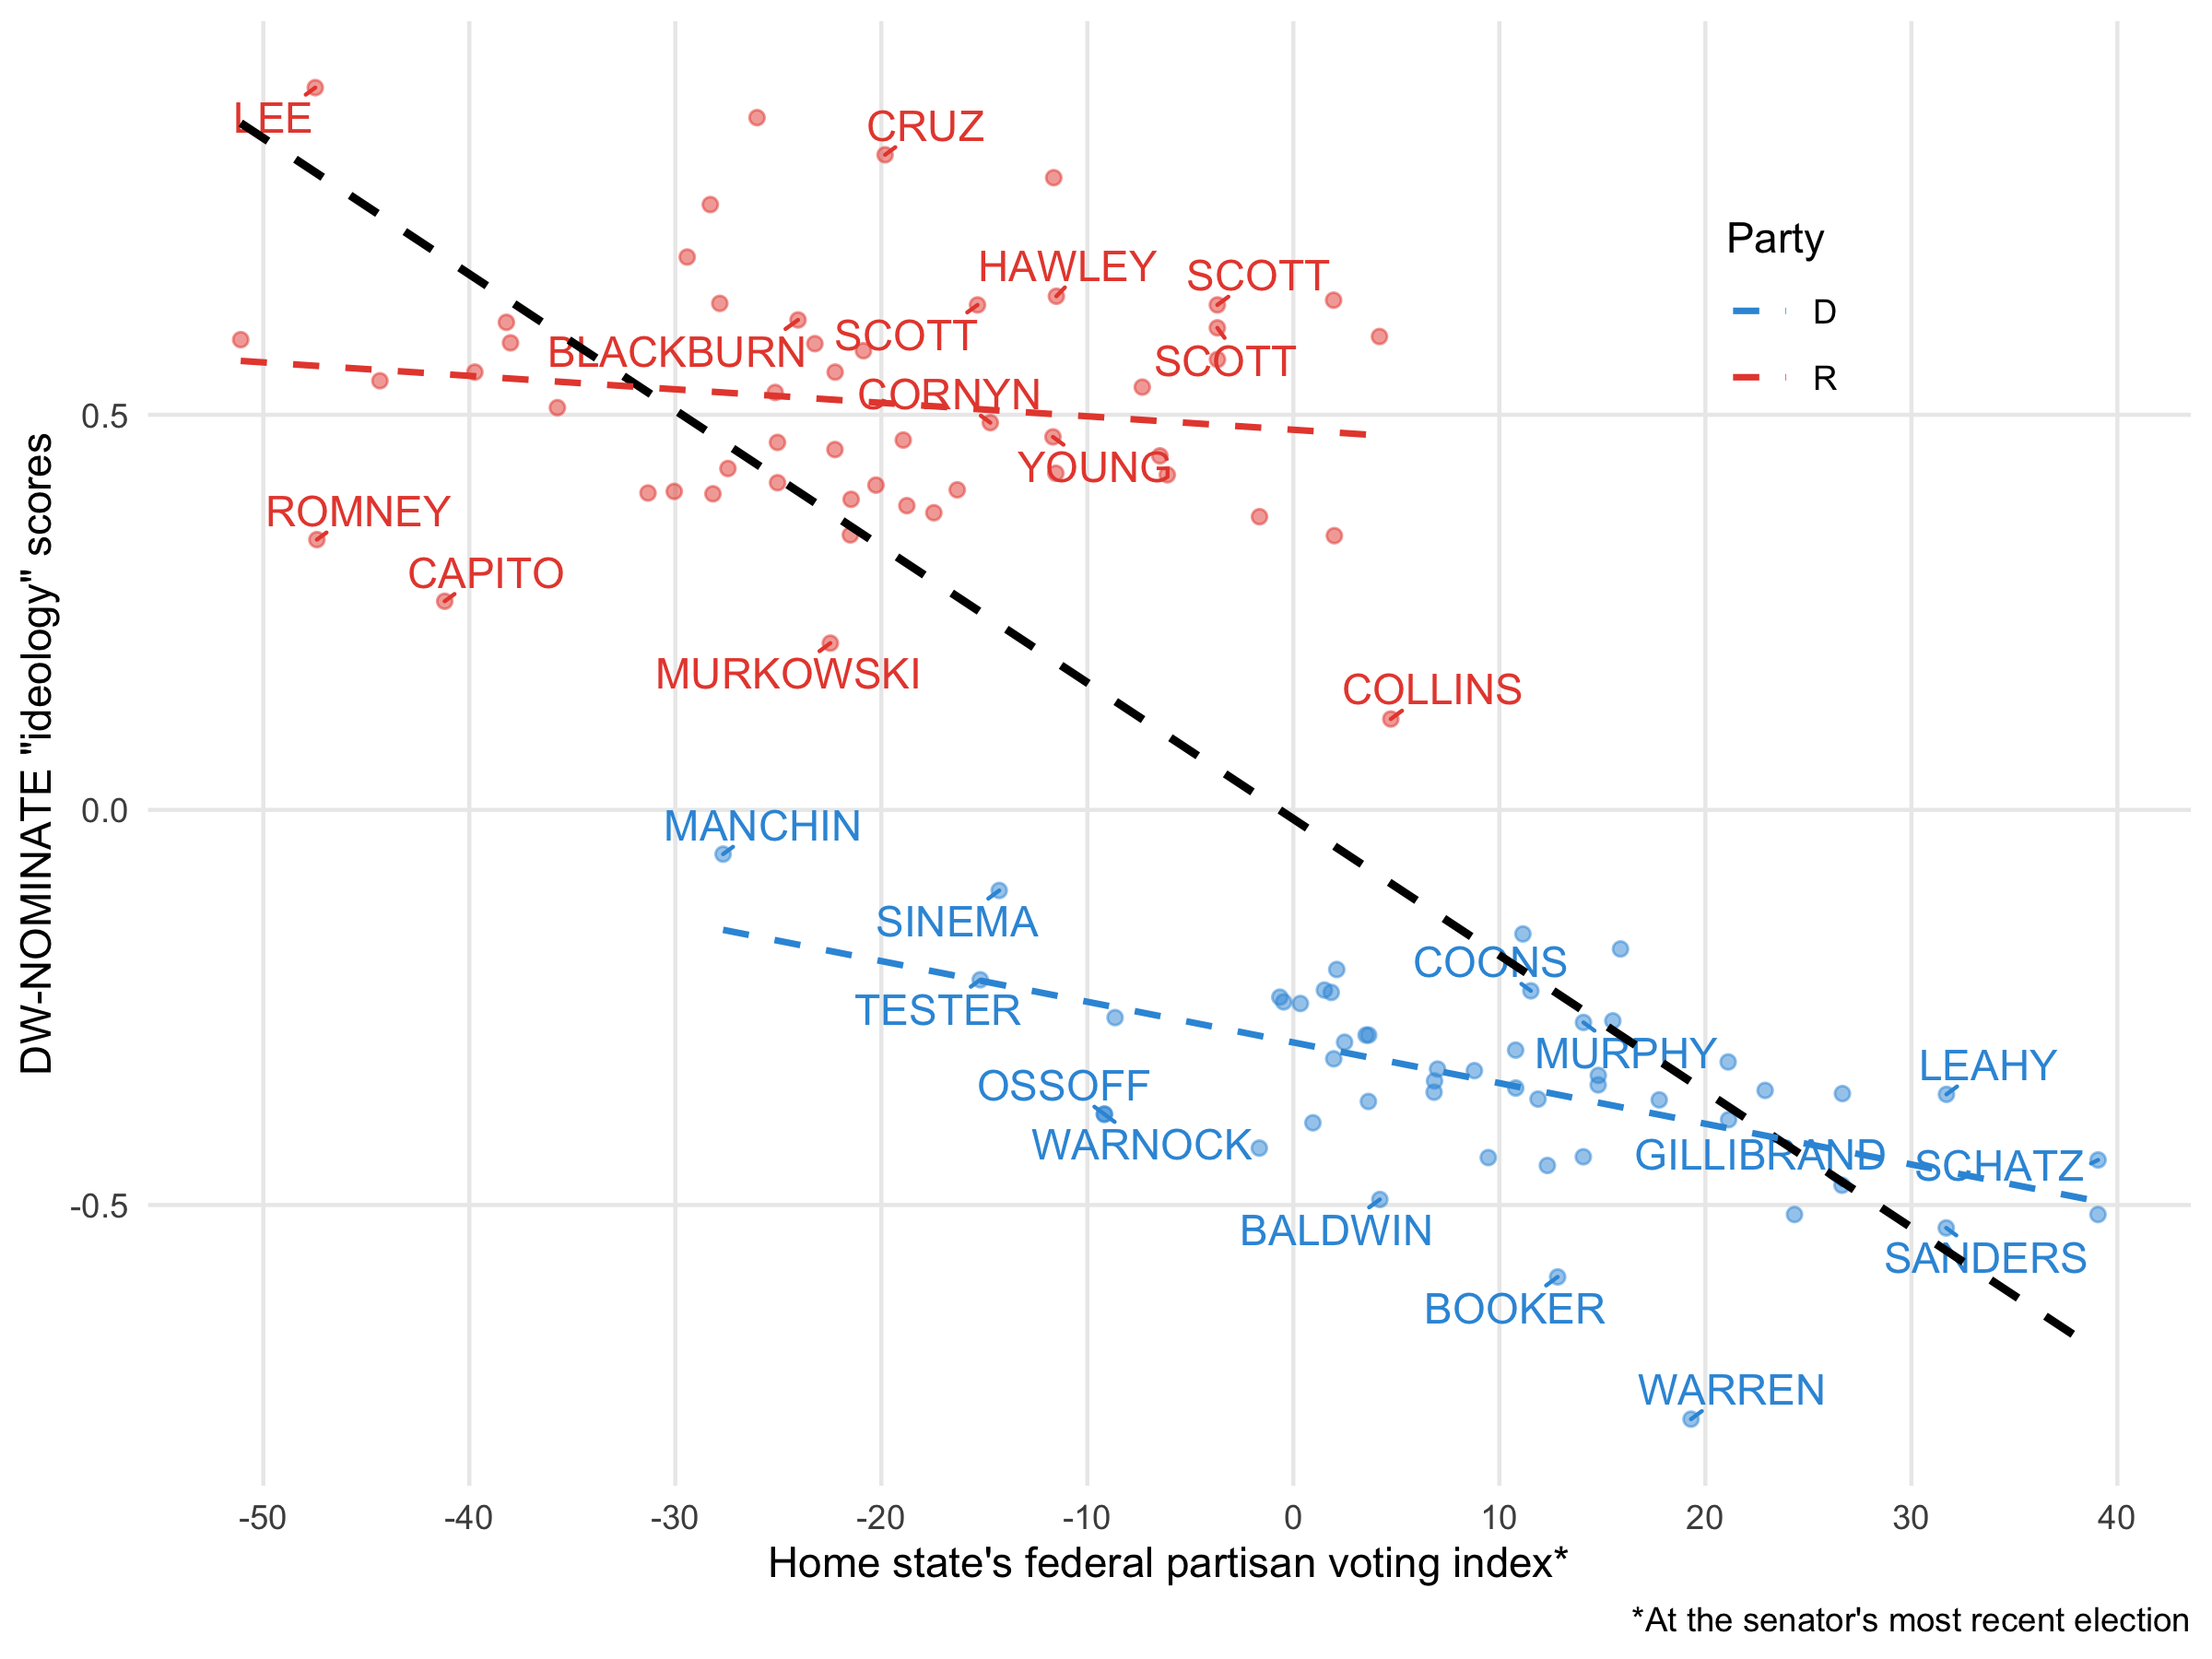 LEE
CRUZ
HAWLEY
SCOTT
BLACKBURN
SCOTT
SCOTT
CORNYN
YOUNG
ROMNEY
CAPITO
MURKOWSKI
COLLINS
MANCHIN
SINEMA
TESTER
COONS
OSSOFF
WARNOCK
MURPHY
LEAHY
GILLIBRAND
SCHATZ
BALDWIN
SANDERS
BOOKER
WARREN
Party
D
R
DW-NOMINATE "ideology" scores
0.5
0.0
-0.5
-50 -40 -30 -20 -10 0 10 20 30 40
Home state's federal partisan voting index*
*At the senator's most recent election